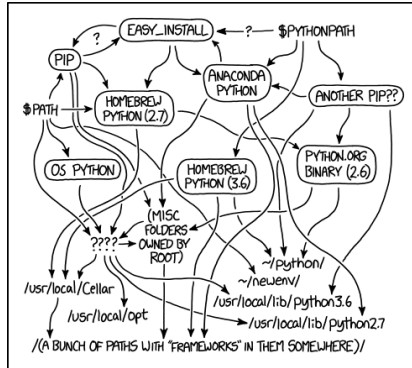 EASY_INSTALL
?
$PYTHONPATH
?
PIP
ANACONDA
PYTHON
ANOTHER PIP??
HOMEBREW
PYTHON (2.7)
$PATH
OS PYTHON
HOMEBREW
PYTHON (3.6)
PYTHON.ORG
BINARY (2.6)
(MISC
FOLDERS
OWNED BY
ROOT)
????
~/python/
~/newenv/
/usr/local/Cellar
/usr/local/lib/python3.6
/usr/local/opt
/usr/local/lib/python2.7
/(A BUNCH OF PATHS WITH "FRAMEWORKS" IN THEM SOMEWHERE)/